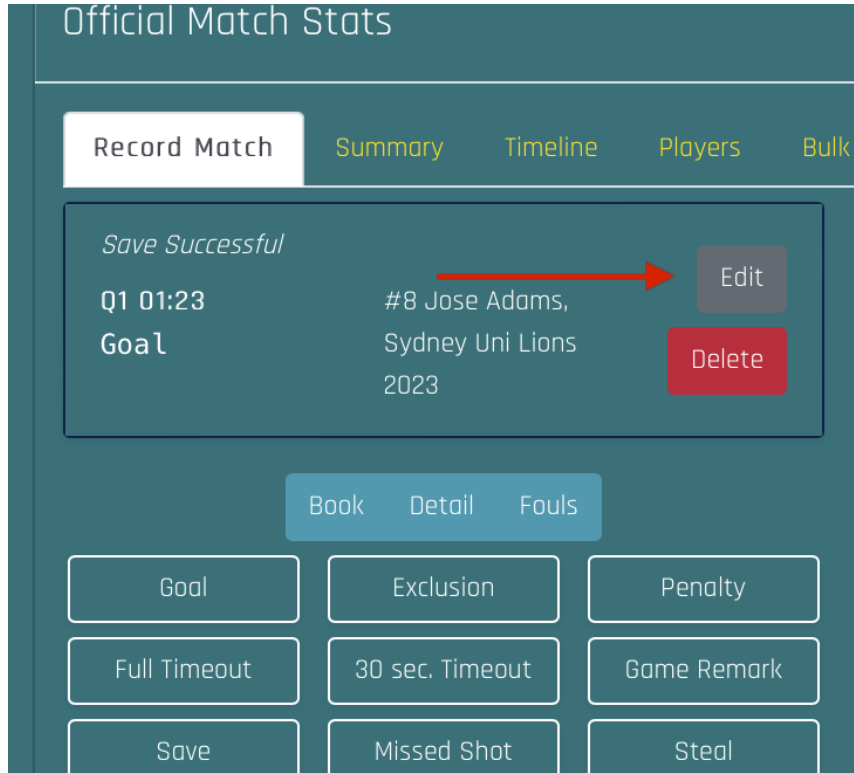 Official Match Stats
Record Match Summary Timeline Players Bulk
Save Successful
Q1 01:23
Goal
#8 Jose Adams,
Sydney Uni Lions
2023
Edit
Delete
Book Detail Fouls
Goal Exclusion Penalty
Full Timeout 30 sec. Timeout Game Remark
Save Missed Shot Steal